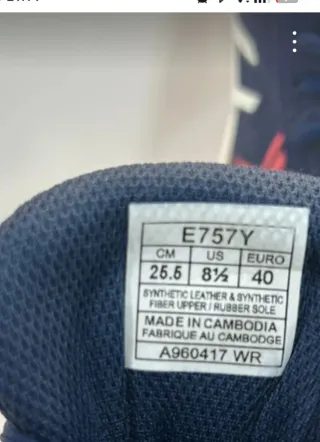 E757Y
CM US EURO
25.5 8½ 40
SYNTHETIC LEATHER & SYNTHETIC
FIBER UPPER / RUBBER SOLE
MADE IN CAMBODIA
FABRIQUE AU CAMBODGE
A960417 WR